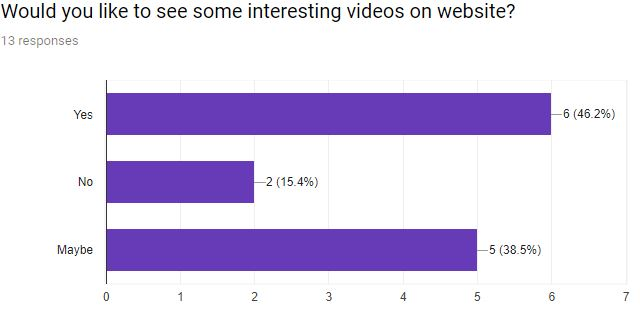 Would you like to see some interesting videos on website?
13 responses
Yes
6 (46.2%)
No
2 (15.4%)
Maybe
5 (38.5%)
0 1 2 3 4 5 6 7